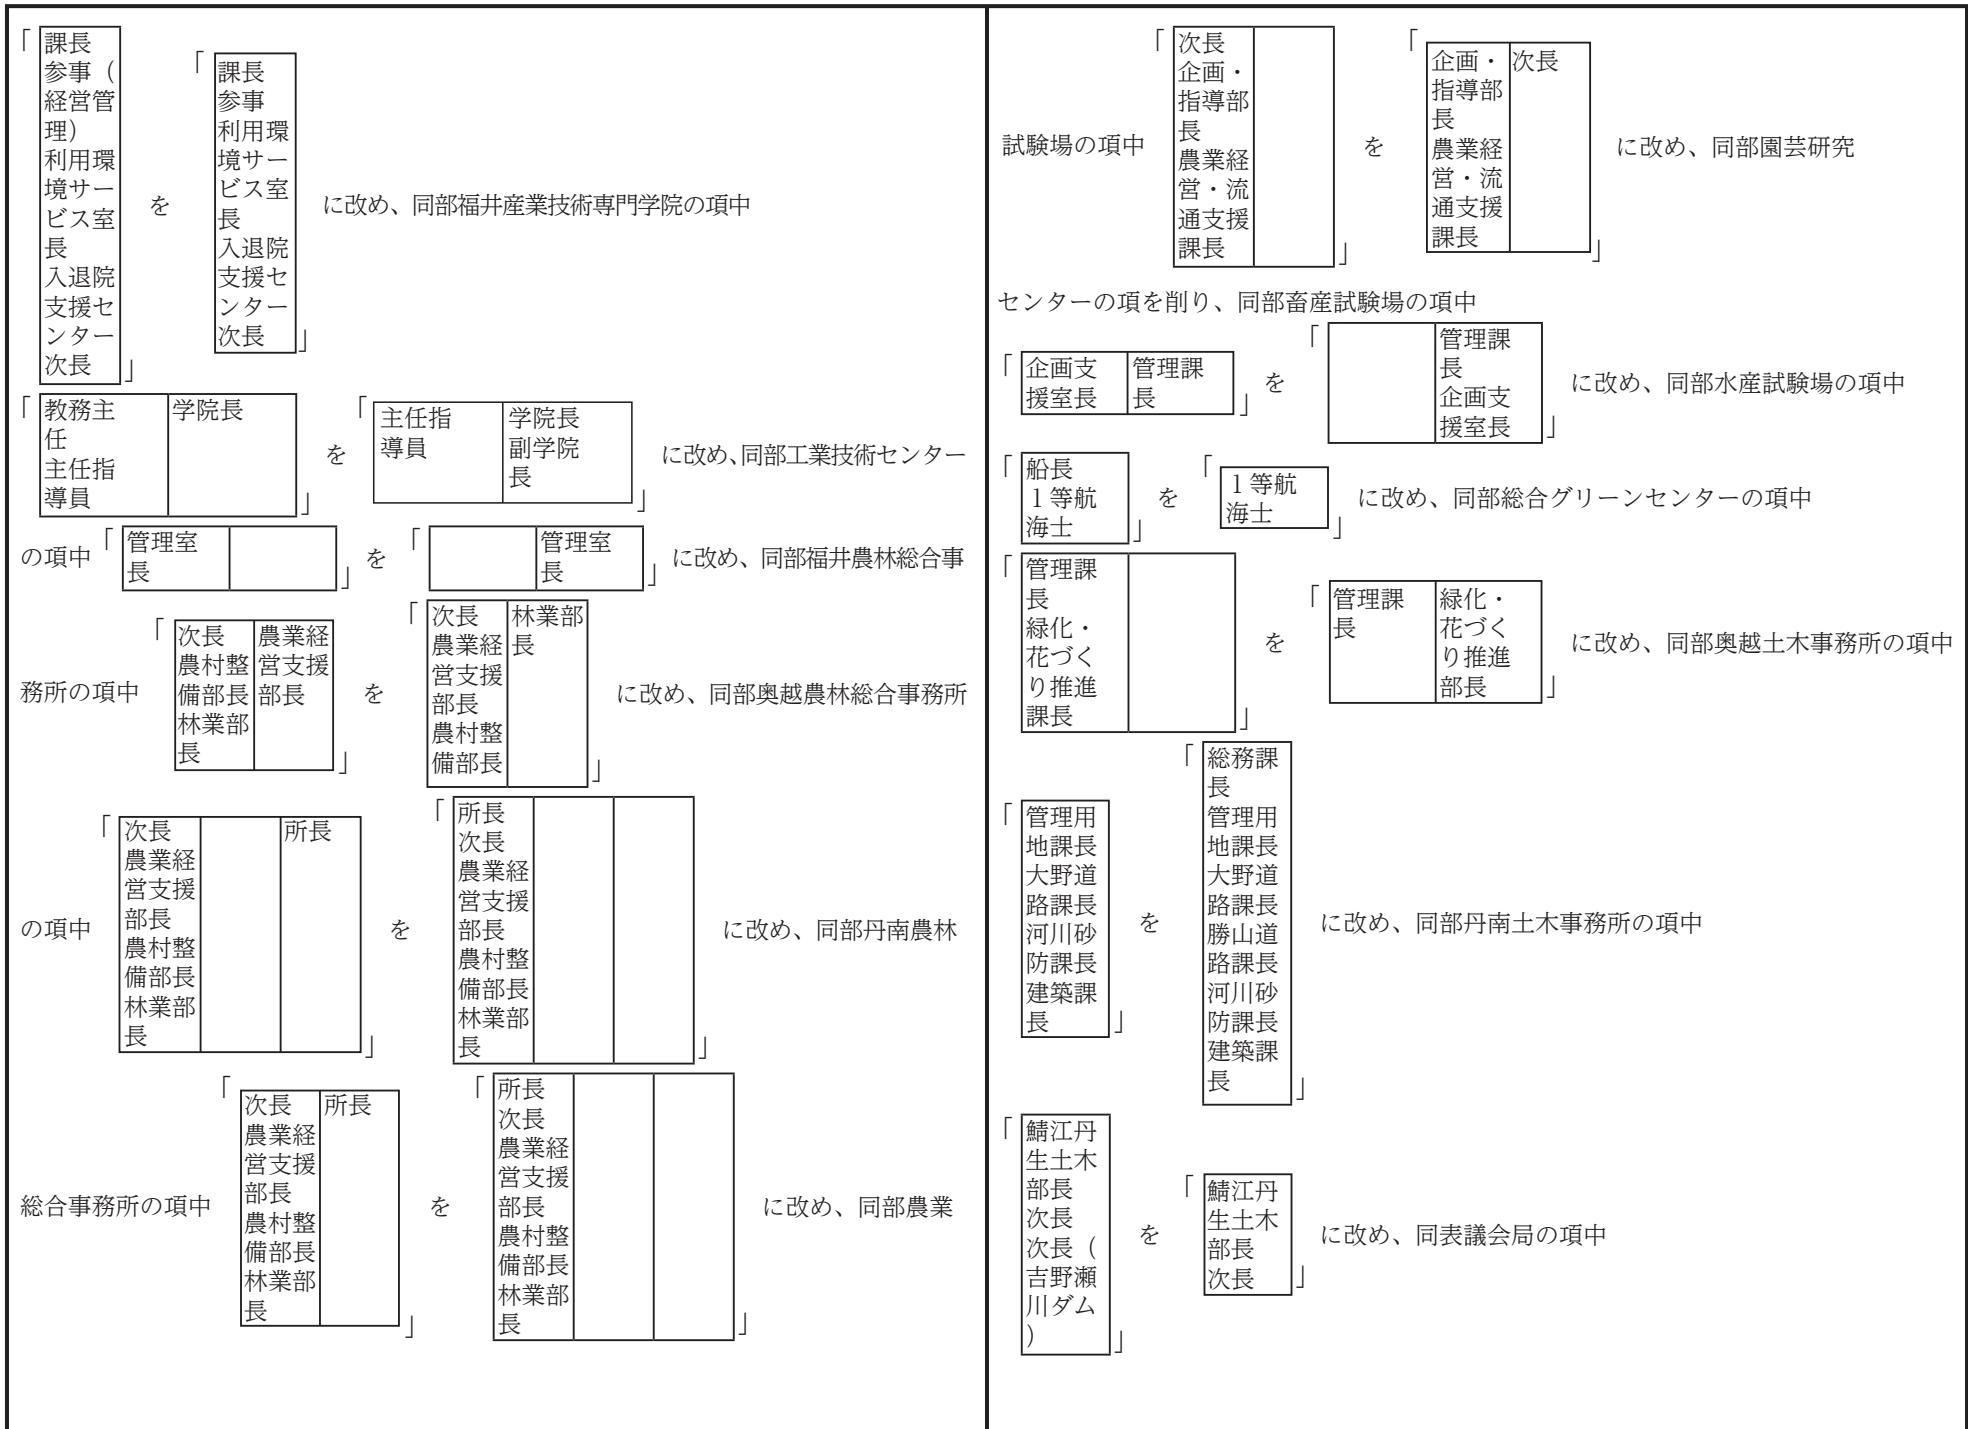 「
課長
参事（
経営管
理）
利用環
境サー
ビス室
長
入退院
支援セ
ンター
次長
」
を
「
課長
参事
利用環
境サー
ビス室
長
入退院
支援セ
ンター
次長
」
に改め、同部福井産業技術専門学院の項中
「
教務主
任
主任指
導員
学院長
」
を
「
主任指
導員
学院長
副学院
長
」
に改め、同部工業技術センター
の項中
「
管理室
長
」
を
「
管理室
長
」
に改め、同部福井農林総合事
務所の項中
「
次長
農村整
備部長
林業部
長
農業経
営支援
部長
」
を
「
次長
農業経
営支援
部長
農村整
備部長
林業部
長
」
に改め、同部奥越農林総合事務所
の項中
「
次長
農業経
営支援
部長
農村整
備部長
林業部
長
所長
」
を
「
所長
次長
農業経
営支援
部長
農村整
備部長
林業部
長
」
に改め、同部丹南農林
総合事務所の項中
「
次長
農業経
営支援
部長
農村整
備部長
林業部
長
所長
」
を
「
所長
次長
農業経
営支援
部長
農村整
備部長
林業部
長
」
に改め、同部農業
試験場の項中
「
次長
企画・
指導部
長
農業経
営・流
通支援
課長
」
を
「
企画・
指導部
長
農業経
営・流
通支援
課長
次長
」
に改め、同部園芸研究
センターの項を削り、同部畜産試験場の項中
「
企画支
援室長
管理課
長
」
を
「
管理課
長
企画支
援室長
」
に改め、同部水産試験場の項中
「
船長
１等航
海士
」
を
「
１等航
海士
」
に改め、同部総合グリーンセンターの項中
「
管理課
長
緑化・
花づく
り推進
課長
」
を
「
管理課
長
緑化・
花づく
り推進
部長
」
に改め、同部奥越土木事務所の項中
「
管理用
地課長
大野道
路課長
河川砂
防課長
建築課
長
」
を
「
総務課
長
管理用
地課長
大野道
路課長
勝山道
路課長
河川砂
防課長
建築課
長
」
に改め、同部丹南土木事務所の項中
「
鯖江丹
生土木
部長
次長
次長（
吉野瀬
川ダム
）
」
を
「
鯖江丹
生土木
部長
次長
」
に改め、同表議会局の項中